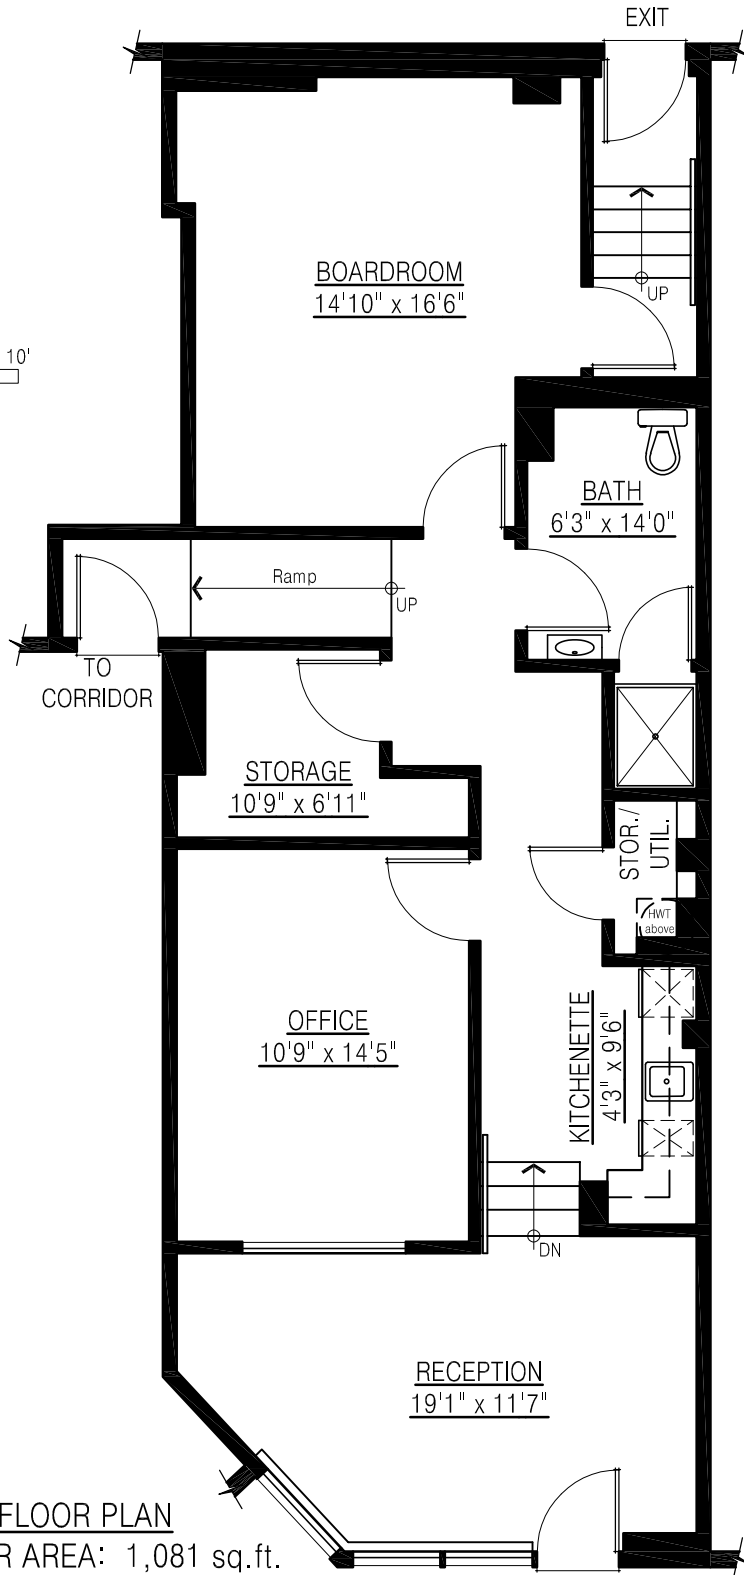 EXIT
BOARDROOM
14'10" x 16'6"
UP
10'
BATH
6'3" x 14'0"
Ramp
UP
TO
CORRIDOR
STORAGE
10'9" x 6'11"
STOR./
UTIL.
HWT
above
OFFICE
10'9" x 14'5"
KITCHENETTE
4'3" x 9'6"
DN
RECEPTION
19'1" x 11'7"
FLOOR PLAN
R AREA: 1,081 sq.ft.